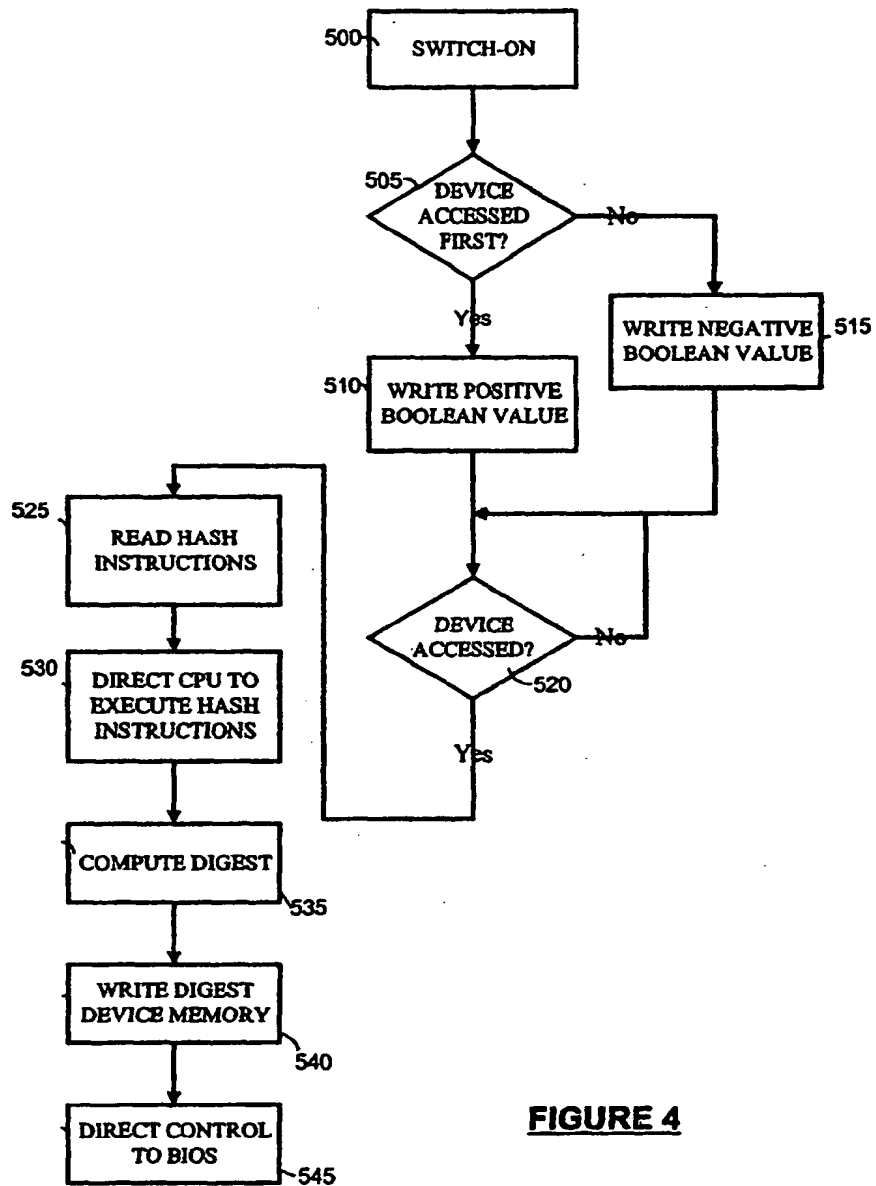 500
SWITCH-ON
505
DEVICE
ACCESSED
FIRST?
No
Yes
WRITE NEGATIVE
BOOLEAN VALUE
515
510
WRITE POSITIVE
BOOLEAN VALUE
525
READ HASH
INSTRUCTIONS
DEVICE
ACCESSED?
No
520
Yes
530
DIRECT CPU TO
EXECUTE HASH
INSTRUCTIONS
COMPUTE DIGEST
535
WRITE DIGEST
DEVICE MEMORY
540
DIRECT CONTROL
TO BIOS
545
FIGURE 4